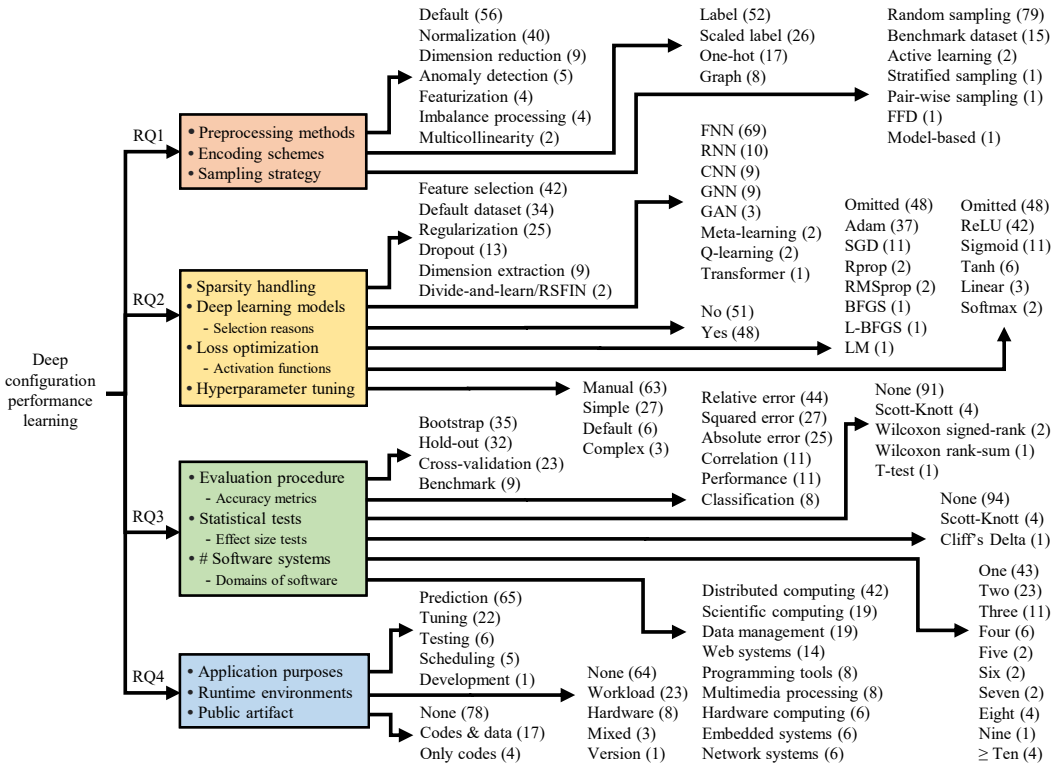 Deep
configuration
performance
learning
RQ1
• Preprocessing methods
• Encoding schemes
• Sampling strategy
Default (56)
Normalization (40)
Dimension reduction (9)
Anomaly detection (5)
Featurization (4)
Imbalance processing (4)
Multicollinearity (2)
Label (52)
Scaled label (26)
One-hot (17)
Graph (8)
Random sampling (79)
Benchmark dataset (15)
Active learning (2)
Stratified sampling (1)
Pair-wise sampling (1)
FFD (1)
Model-based (1)
RQ2
• Sparsity handling
• Deep learning models
- Selection reasons
• Loss optimization
- Activation functions
• Hyperparameter tuning
Feature selection (42)
Default dataset (34)
Regularization (25)
Dropout (13)
Dimension extraction (9)
Divide-and-learn/RSFIN (2)
FNN (69)
RNN (10)
CNN (9)
GNN (9)
GAN (3)
Meta-learning (2)
Q-learning (2)
Transformer (1)
No (51)
Yes (48)
Omitted (48)
Adam (37)
SGD (11)
Rprop (2)
RMSprop (2)
BFGS (1)
L-BFGS (1)
LM (1)
Omitted (48)
ReLU (42)
Sigmoid (11)
Tanh (6)
Linear (3)
Softmax (2)
Manual (63)
Simple (27)
Default (6)
Complex (3)
RQ3
• Evaluation procedure
- Accuracy metrics
• Statistical tests
- Effect size tests
• # Software systems
- Domains of software
Bootstrap (35)
Hold-out (32)
Cross-validation (23)
Benchmark (9)
Relative error (44)
Squared error (27)
Absolute error (25)
Correlation (11)
Performance (11)
Classification (8)
None (91)
Scott-Knott (4)
Wilcoxon signed-rank (2)
Wilcoxon rank-sum (1)
T-test (1)
None (94)
Scott-Knott (4)
Cliff's Delta (1)
One (43)
Two (23)
Three (11)
Four (6)
Five (2)
Six (2)
Seven (2)
Eight (4)
Nine (1)
≥ Ten (4)
Distributed computing (42)
Scientific computing (19)
Data management (19)
Web systems (14)
Programming tools (8)
Multimedia processing (8)
Hardware computing (6)
Embedded systems (6)
Network systems (6)
RQ4
• Application purposes
• Runtime environments
• Public artifact
Prediction (65)
Tuning (22)
Testing (6)
Scheduling (5)
Development (1)
None (64)
Workload (23)
Hardware (8)
Mixed (3)
Version (1)
None (78)
Codes & data (17)
Only codes (4)